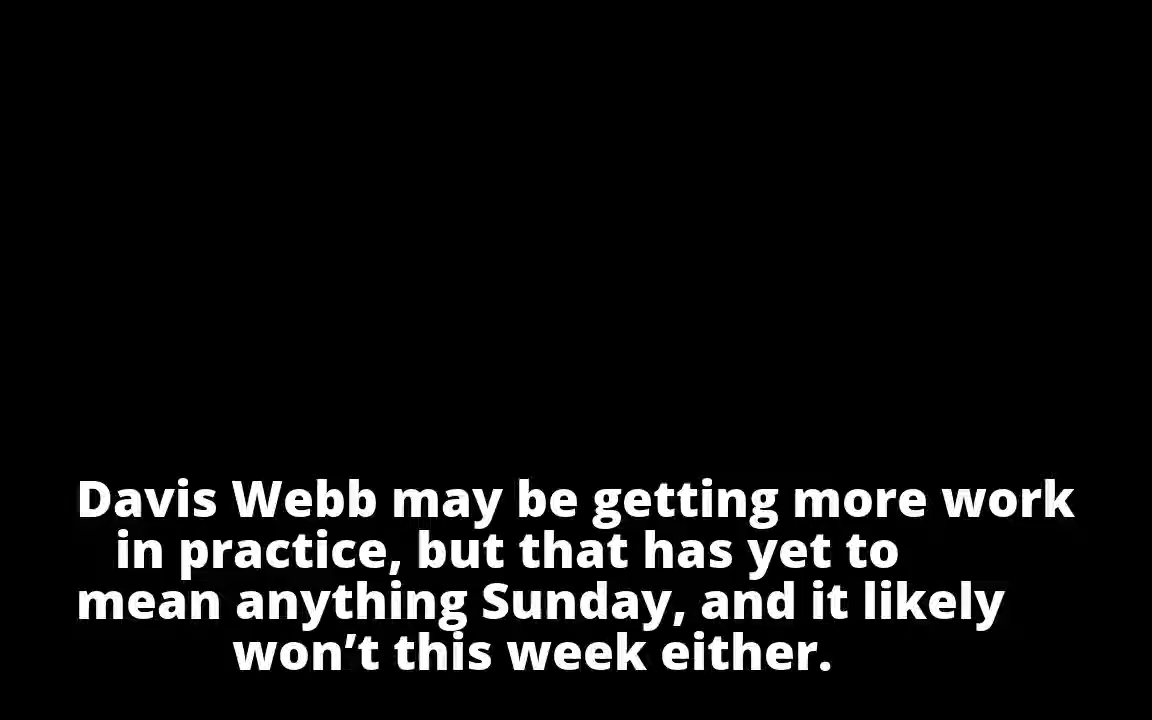 Davis Webb may be getting more work
in practice, but that has yet to
mean anything Sunday, and it likely
won’t this week either.